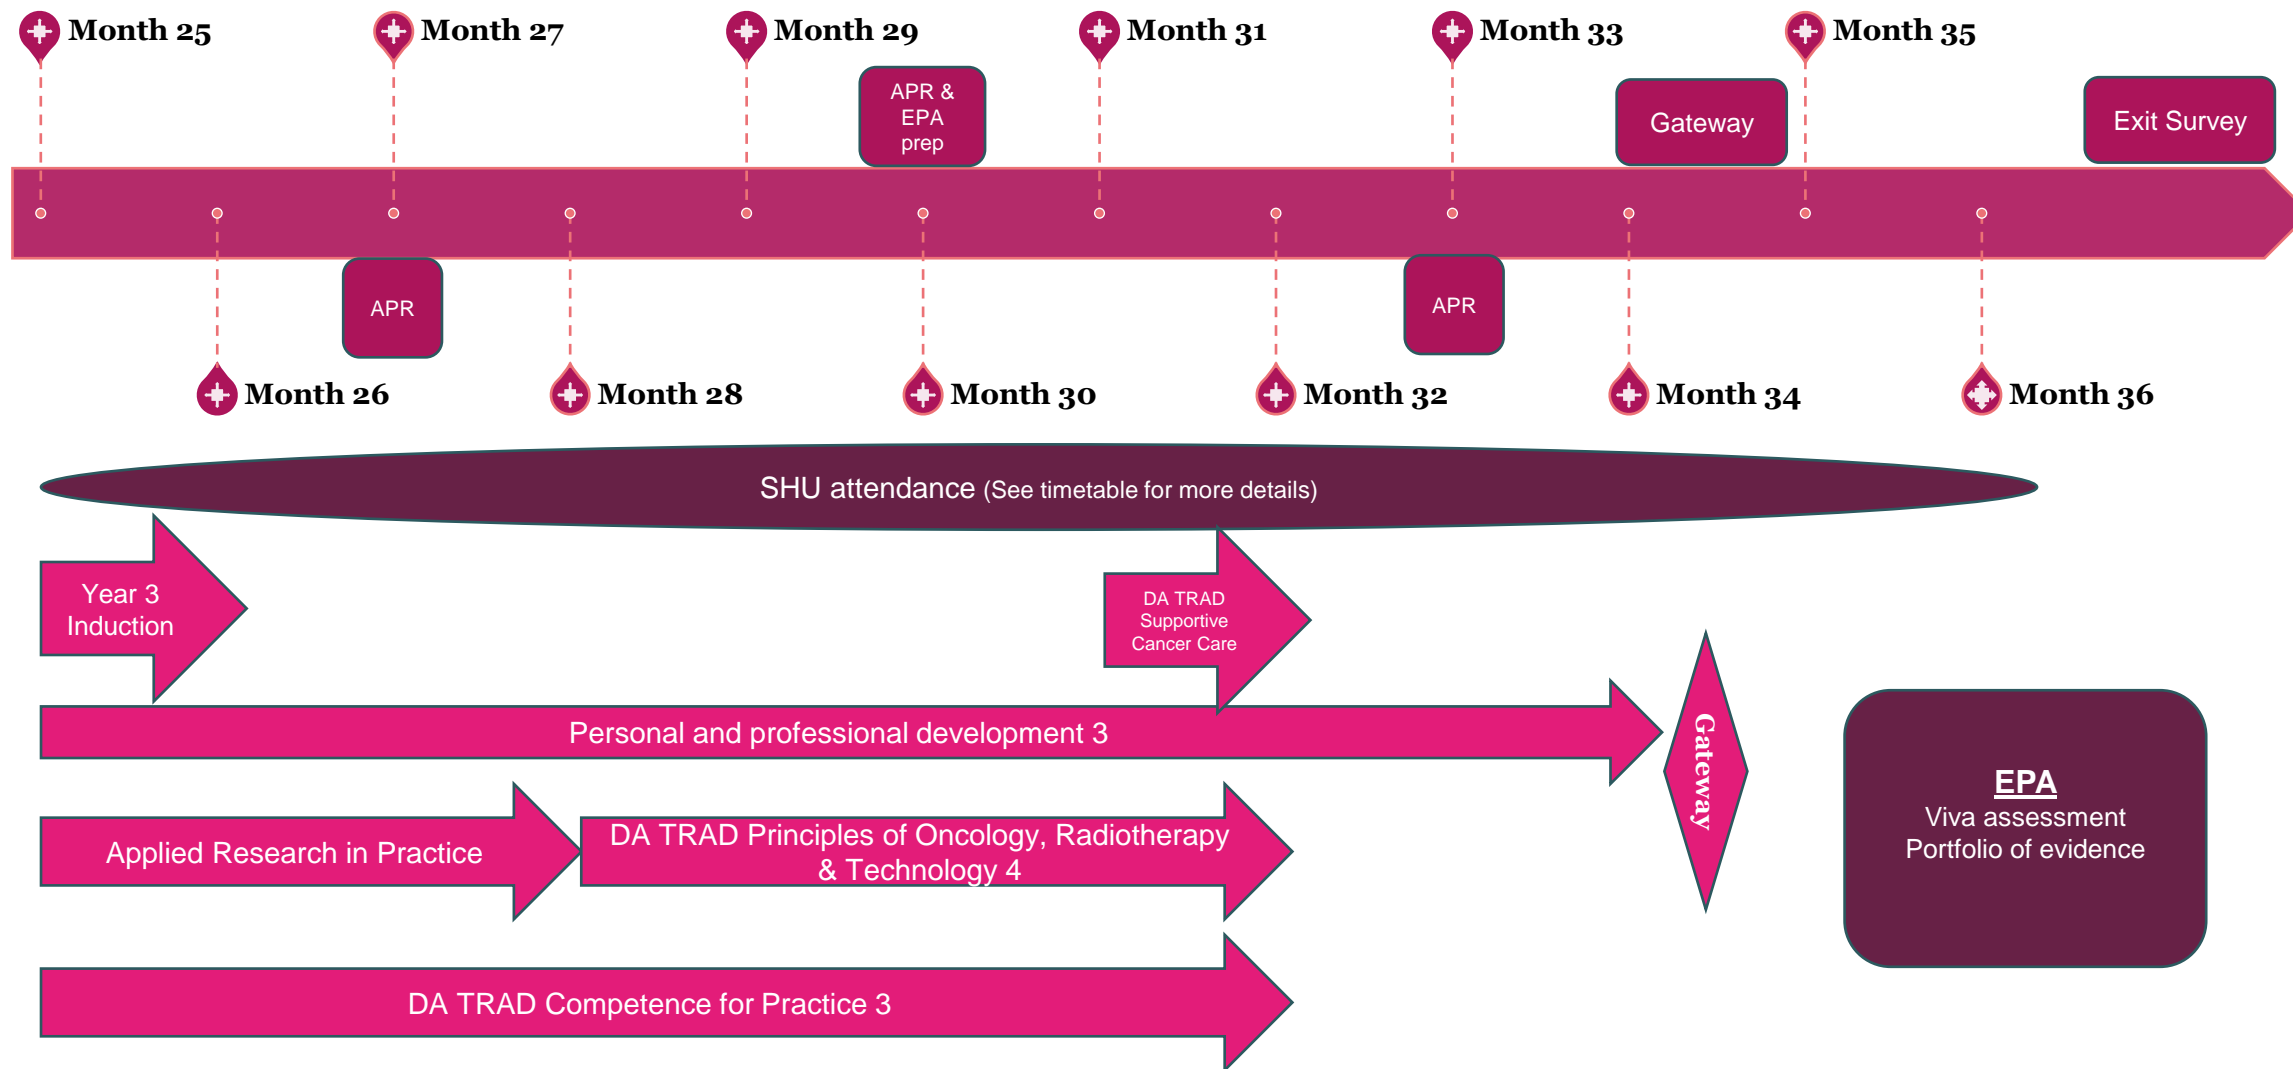 Month 25
Month 27
Month 29
Month 31
Month 33
Month 35
APR &
EPA
prep
Gateway
Exit Survey
APR
APR
Month 26
Month 28
Month 30
Month 32
Month 34
Month 36
SHU attendance (See timetable for more details)
Year 3
Induction
DA TRAD
Supportive
Cancer Care
Personal and professional development 3
Gateway
EPA
Viva assessment
Portfolio of evidence
Applied Research in Practice
DA TRAD Principles of Oncology, Radiotherapy
& Technology 4
DA TRAD Competence for Practice 3